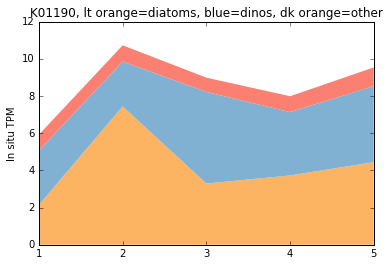 K01190, lt orange=diatoms, blue=dinos, dk orange=other
In situ TPM
12
10
8
6
4
2
0
1 2 3 4 5